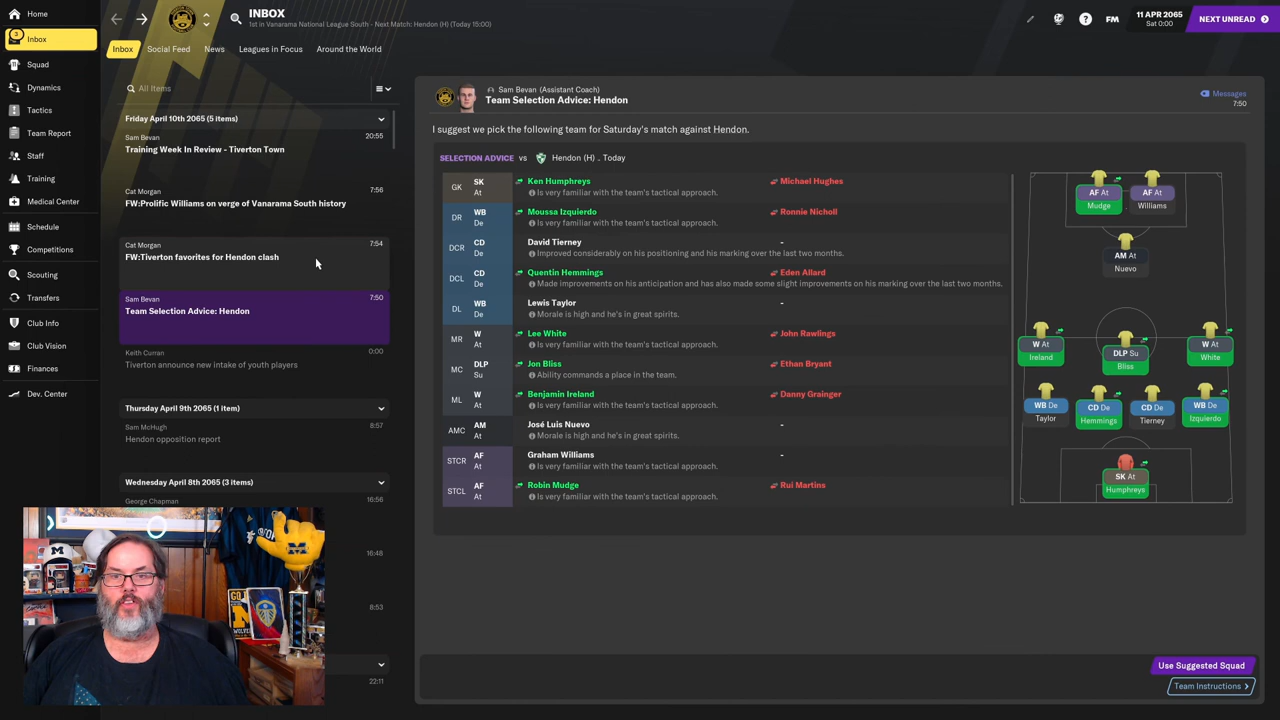 Home
Inbox
3
Squad
Dynamics
Tactics
Team Report
Staff
Training
Medical Center
Schedule
Competitions
Scouting
Transfers
Club Info
Club Vision
Finances
Dev. Center
INBOX
1st in Vanarama National League South - Next Match: Hendon (H) (Today 15:00)
FM
11 APR 2065
Sat 0:00
NEXT UNREAD
Inbox
Social Feed
News
Leagues in Focus
Around the World
All Items
Friday April 10th 2065 (5 items)
Sam Bevan 20:55
Training Week In Review - Tiverton Town
Cat Morgan 7:56
FW:Prolific Williams on verge of Vanarama South history
Cat Morgan 7:54
FW:Tiverton favorites for Hendon clash
Sam Bevan 7:50
Team Selection Advice: Hendon
Keith Curran 0:00
Tiverton announce new intake of youth players
Thursday April 9th 2065 (1 item)
Sam McHugh 8:57
Hendon opposition report
Wednesday April 8th 2065 (3 items)
George Chapman 16:56
16:48
8:53
22:11
Sam Bevan (Assistant Coach)
Team Selection Advice: Hendon
Messages
7:50
I suggest we pick the following team for Saturday's match against Hendon.
SELECTION ADVICE vs Hendon (H) . Today
GK SK At Ken Humphreys Michael Hughes
Is very familiar with the team's tactical approach.
DR WB De Moussa Izquierdo Ronnie Nicholl
Is very familiar with the team's tactical approach.
DCR CD De David Tierney -
Improved considerably on his positioning and his marking over the last two months.
DCL CD De Quentin Hemmings Eden Allard
Made improvements on his anticipation and has also made some slight improvements on his marking over the last two months.
DL WB De Lewis Taylor -
Morale is high and he's in great spirits.
MR W At Lee White John Rawlings
Is very familiar with the team's tactical approach.
MC DLP Su Jon Bliss Ethan Bryant
Ability commands a place in the team.
ML W At Benjamin Ireland Danny Grainger
Is very familiar with the team's tactical approach.
AMC AM At José Luis Nuevo -
Morale is high and he's in great spirits.
STCR AF At Graham Williams -
Is very familiar with the team's tactical approach.
STCL AF At Robin Mudge Rui Martins
Is very familiar with the team's tactical approach.
AF At
Mudge
AF At
Williams
AM At
Nuevo
W At
Ireland
DLP Su
Bliss
W At
White
WB De
Taylor
CD De
Hemmings
CD De
Tierney
WB De
Izquierdo
SK At
Humphreys
Use Suggested Squad
Team Instructions
M
GO
WOLVES